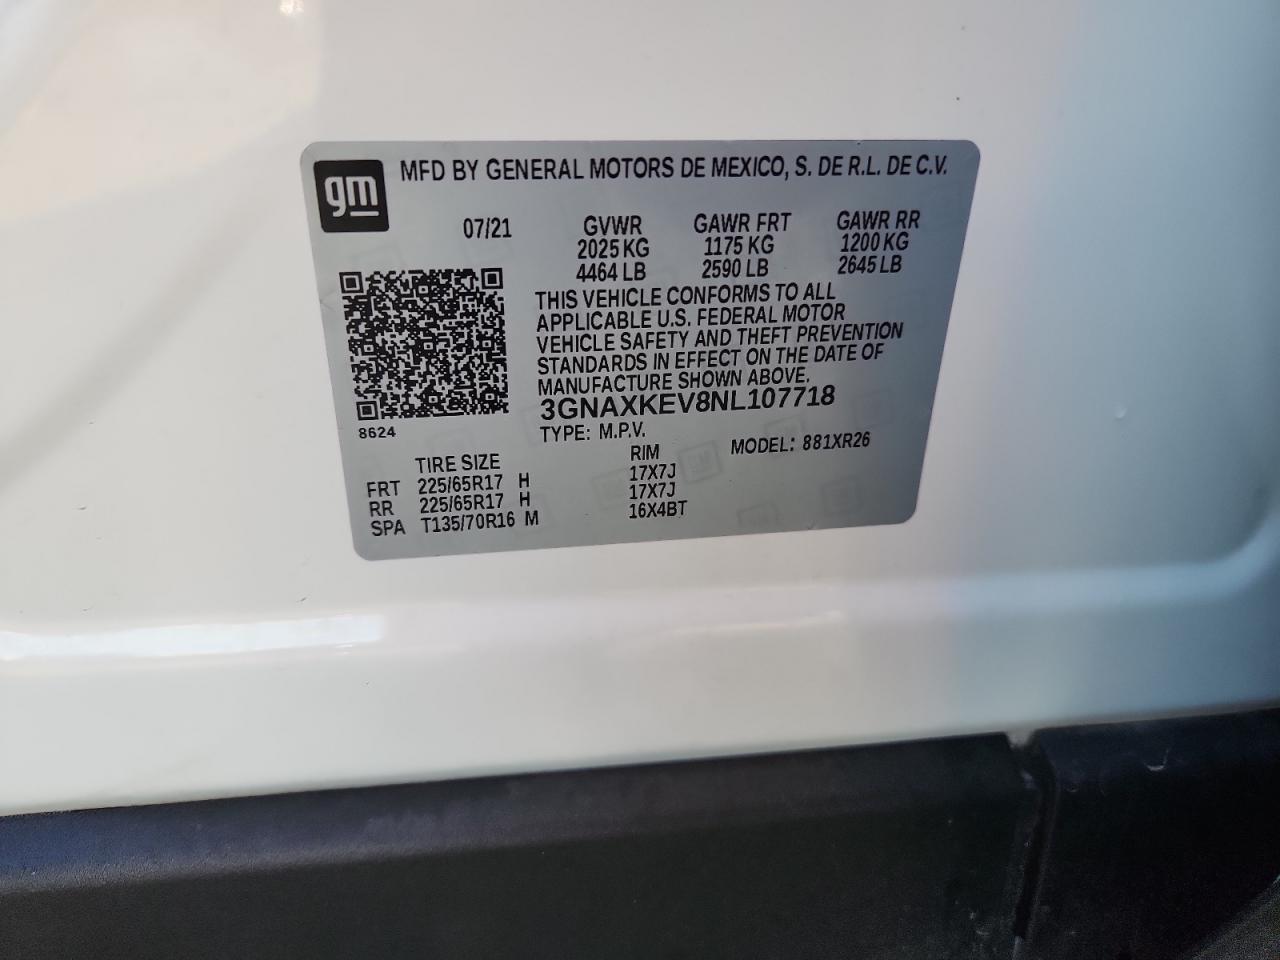 gm
MFD BY GENERAL MOTORS DE MEXICO, S. DE R.L. DE C.V.
07/21 GVWR GAWR FRT GAWR RR
2025 KG 1175 KG 1200 KG
4464 LB 2590 LB 2645 LB
THIS VEHICLE CONFORMS TO ALL
APPLICABLE U.S. FEDERAL MOTOR
VEHICLE SAFETY AND THEFT PREVENTION
STANDARDS IN EFFECT ON THE DATE OF
MANUFACTURE SHOWN ABOVE.
3GNAXKEV8NL107718
8624
TYPE: M.P.V. MODEL: 881XR26
TIRE SIZE RIM
FRT 225/65R17 H 17X7J
RR 225/65R17 H 17X7J
SPA T135/70R16 M 16X4BT